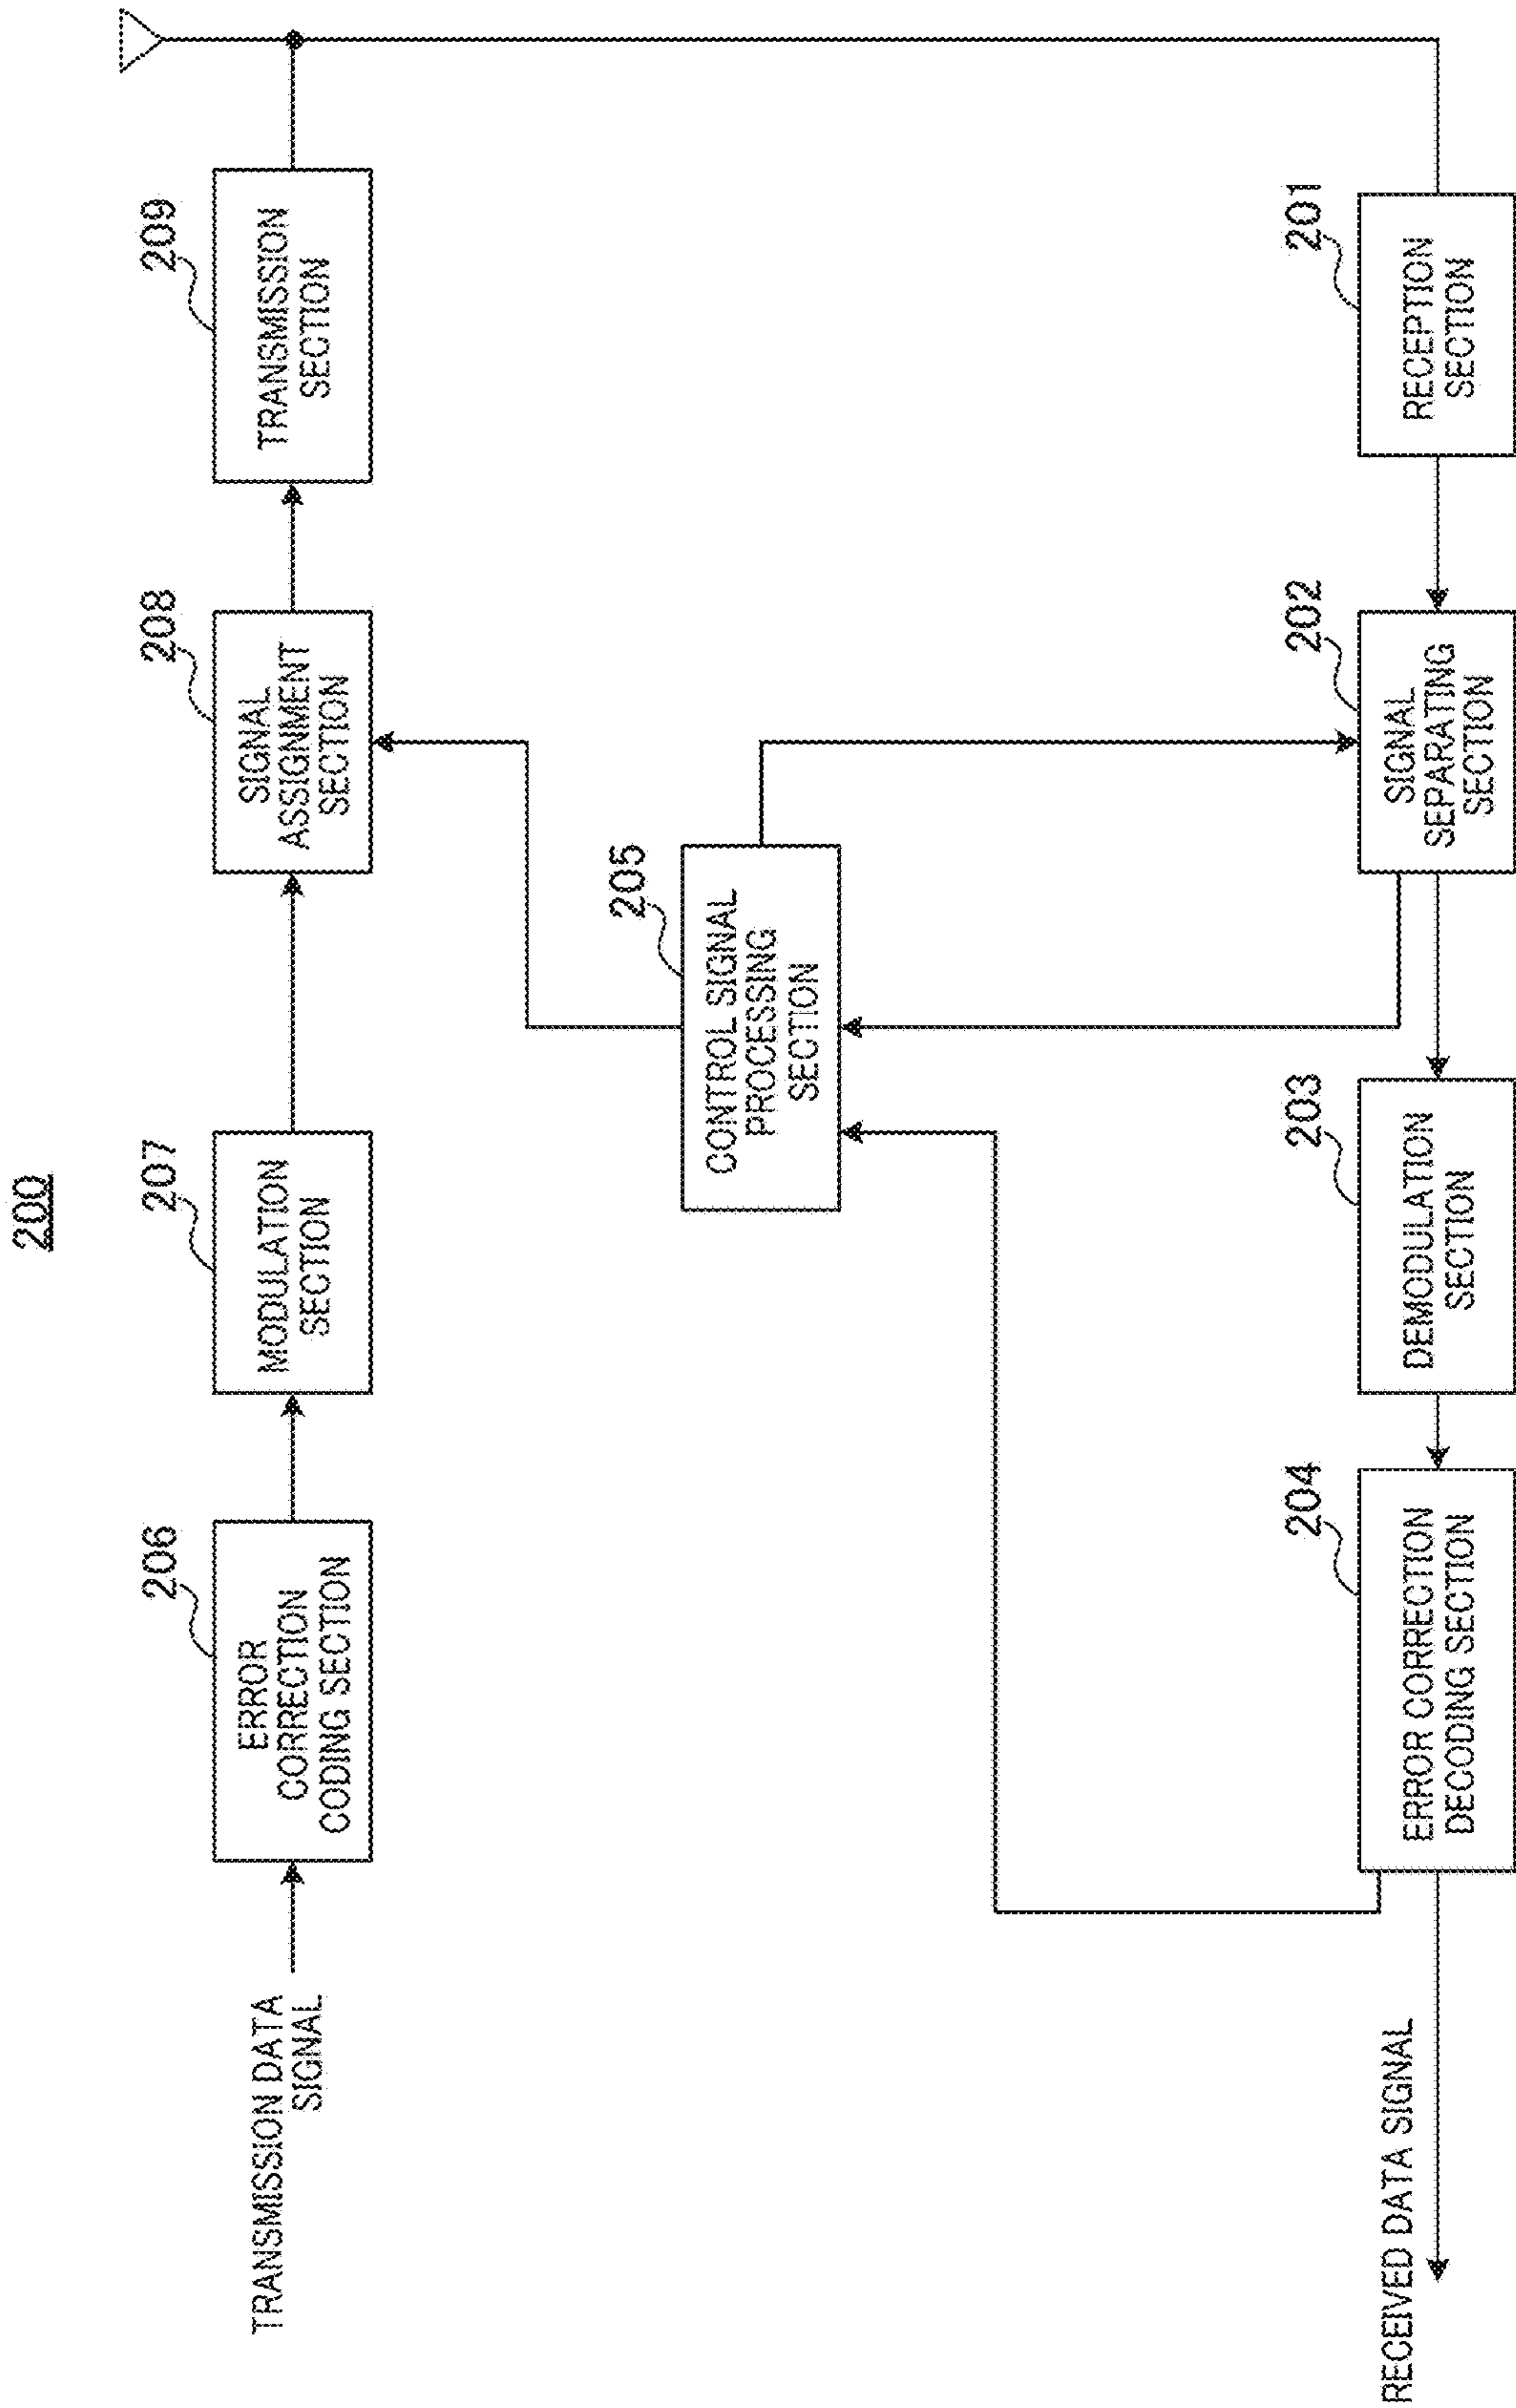 200
TRANSMISSION DATA
SIGNAL
206
ERROR
CORRECTION
CODING SECTION
207
MODULATION
SECTION
208
SIGNAL
ASSIGNMENT
SECTION
209
TRANSMISSION
SECTION
205
CONTROL SIGNAL
PROCESSING
SECTION
RECEIVED DATA SIGNAL
204
ERROR CORRECTION
DECODING SECTION
203
DEMODULATION
SECTION
202
SIGNAL
SEPARATING
SECTION
201
RECEPTION
SECTION